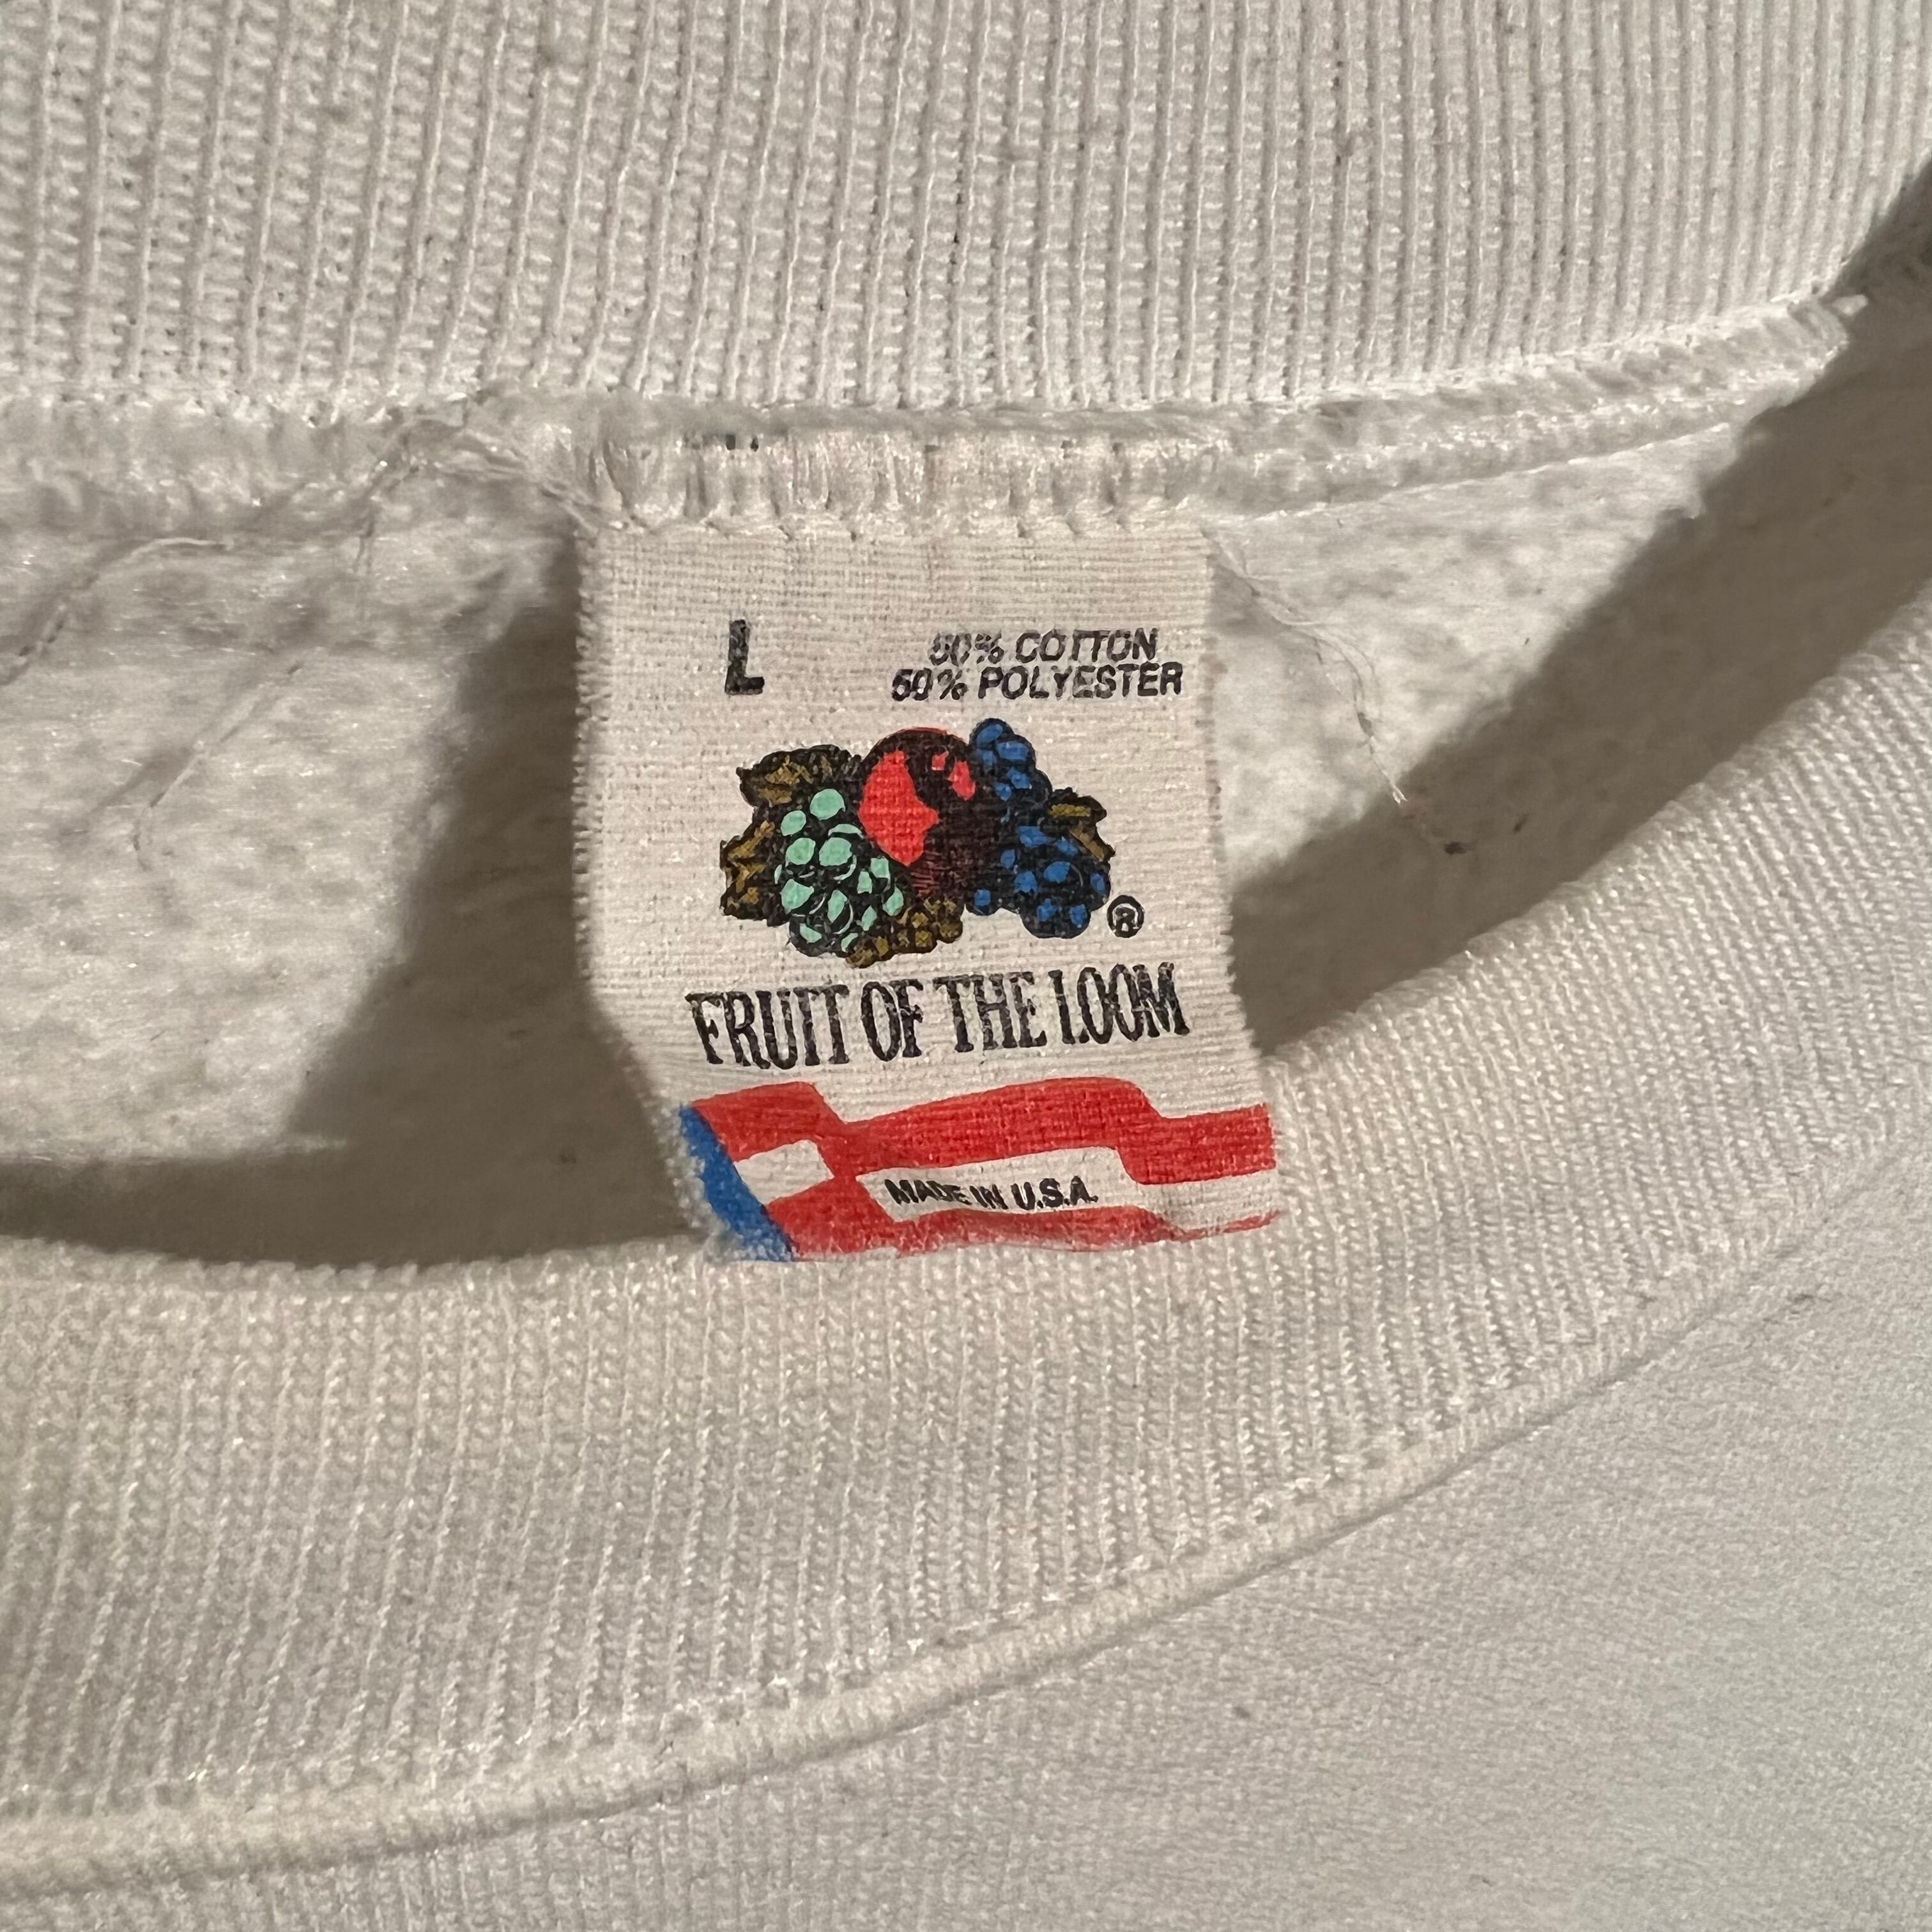 L
50% COTTON
50% POLYESTER
®
FRUIT OF THE LOOM
MADE IN U.S.A.